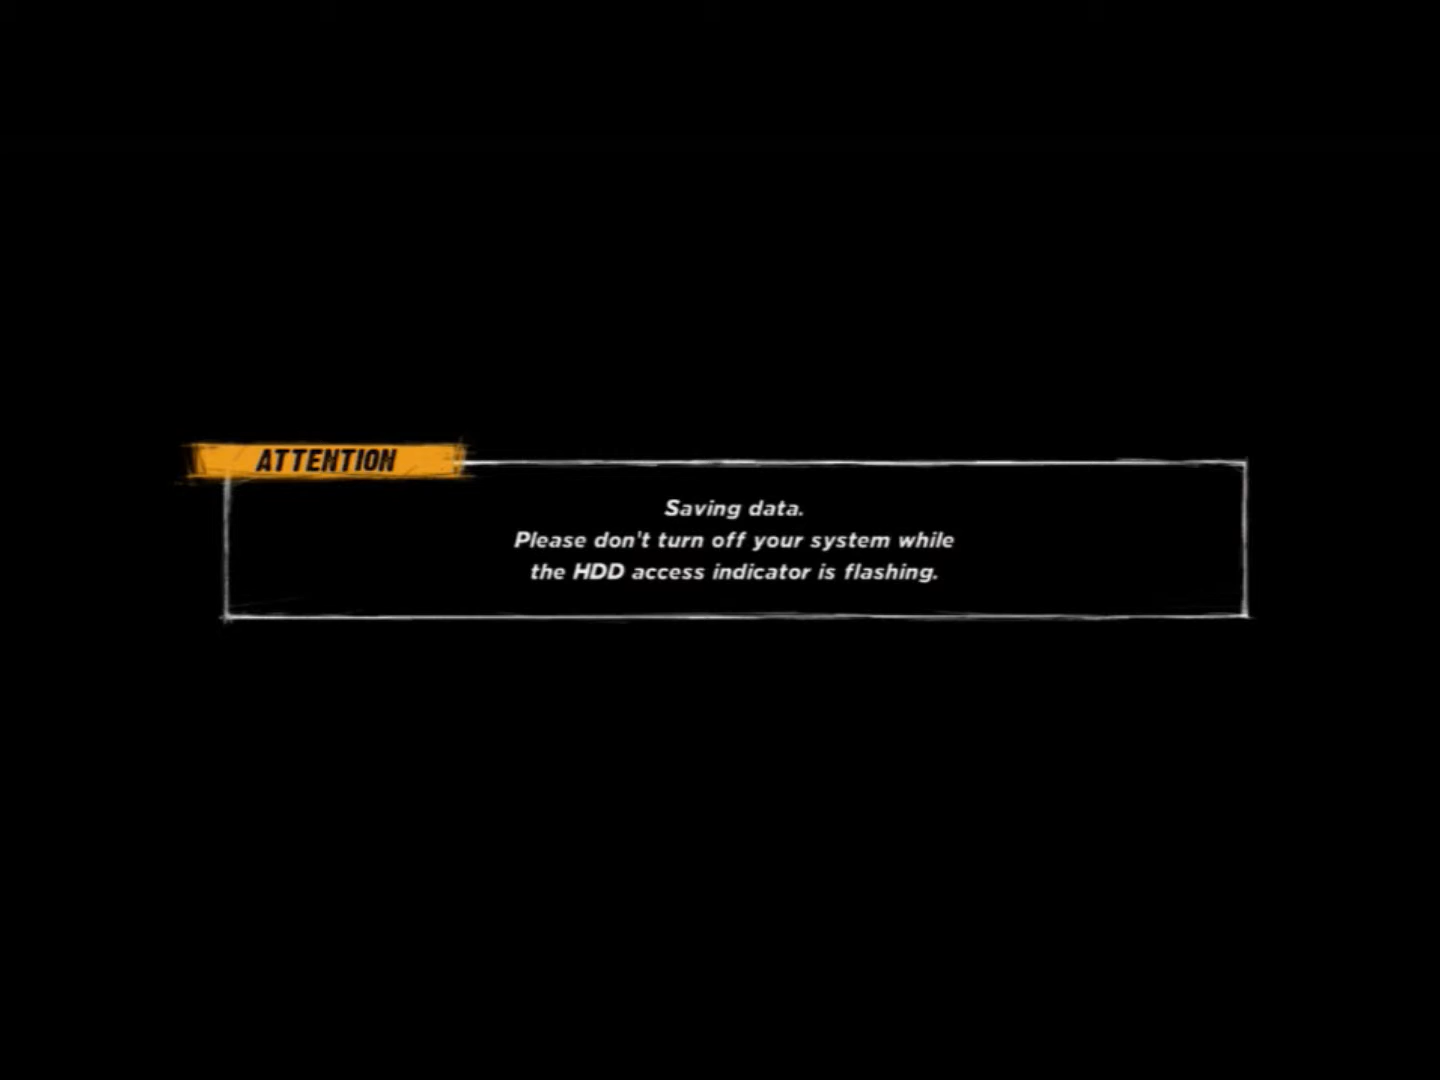 ATTENTION
Saving data.
Please don't turn off your system while
the HDD access indicator is flashing.